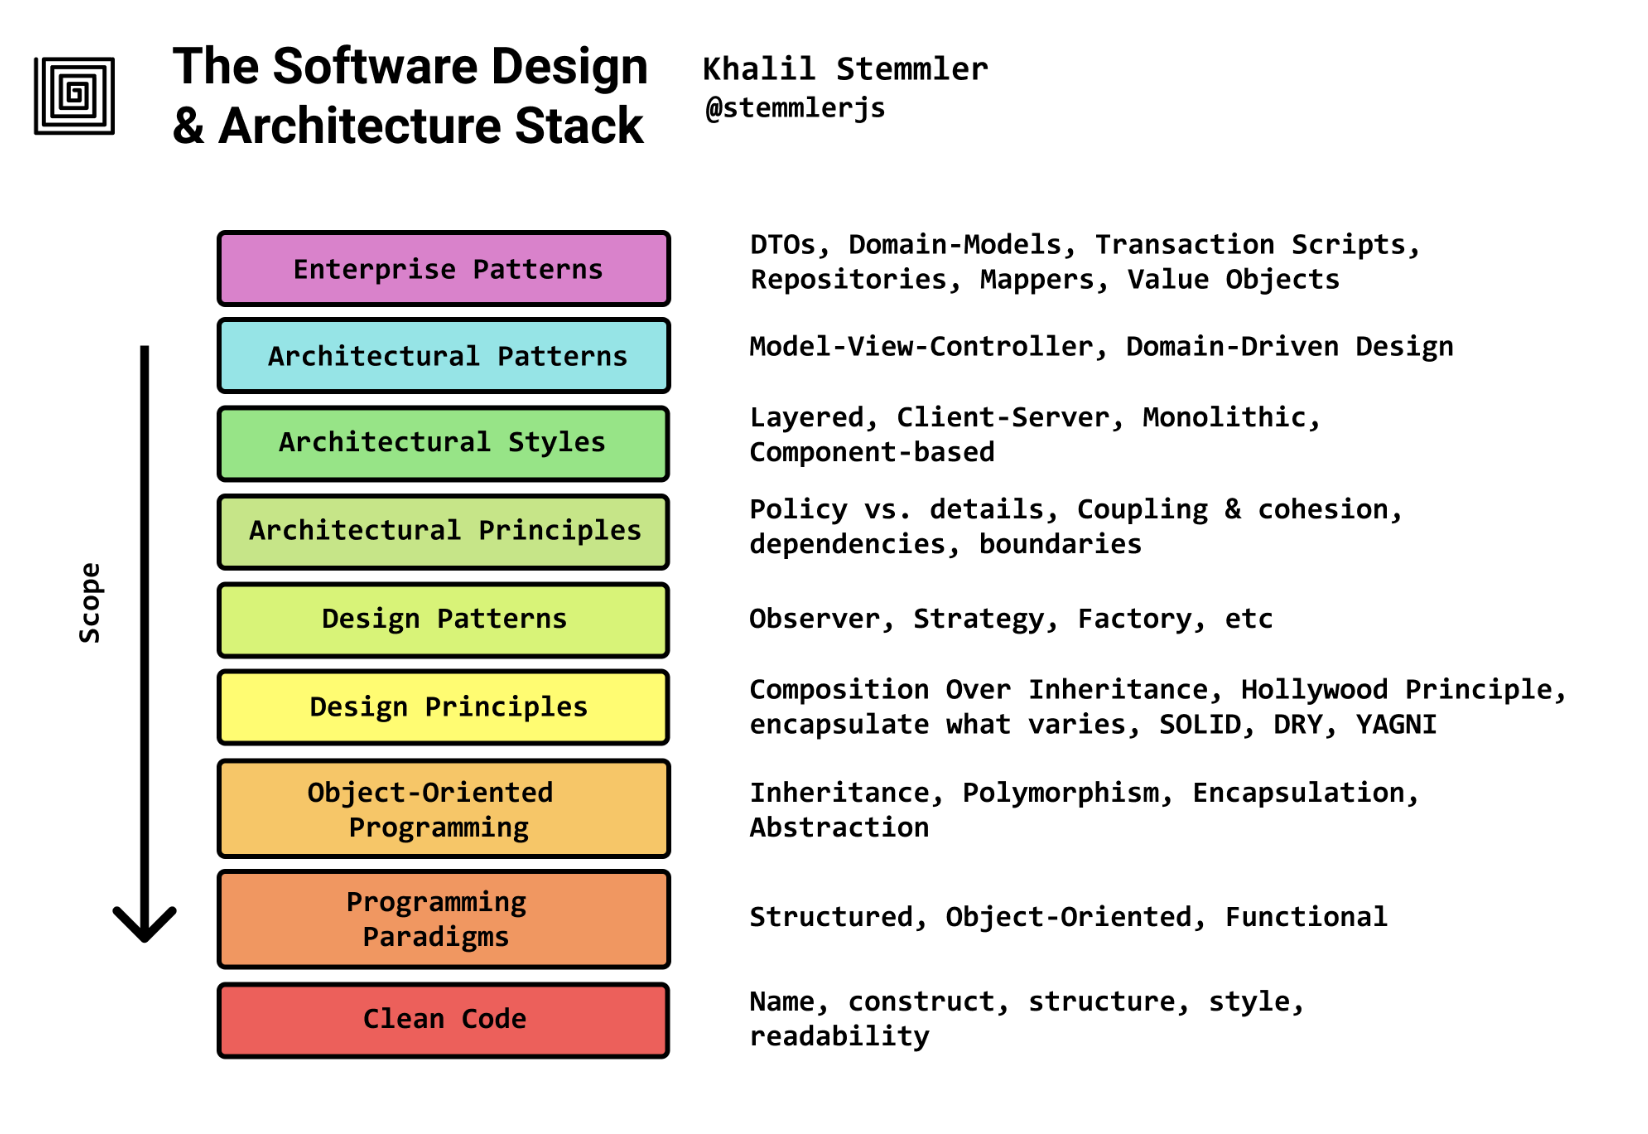 The Software Design
& Architecture Stack
Khalil Stemmler
@stemmlerjs
Enterprise Patterns
DTOs, Domain-Models, Transaction Scripts,
Repositories, Mappers, Value Objects
Architectural Patterns
Model-View-Controller, Domain-Driven Design
Architectural Styles
Layered, Client-Server, Monolithic,
Component-based
Architectural Principles
Policy vs. details, Coupling & cohesion,
dependencies, boundaries
Scope
Design Patterns
Observer, Strategy, Factory, etc
Design Principles
Composition Over Inheritance, Hollywood Principle,
encapsulate what varies, SOLID, DRY, YAGNI
Object-Oriented
Programming
Inheritance, Polymorphism, Encapsulation,
Abstraction
Programming
Paradigms
Structured, Object-Oriented, Functional
Clean Code
Name, construct, structure, style,
readability